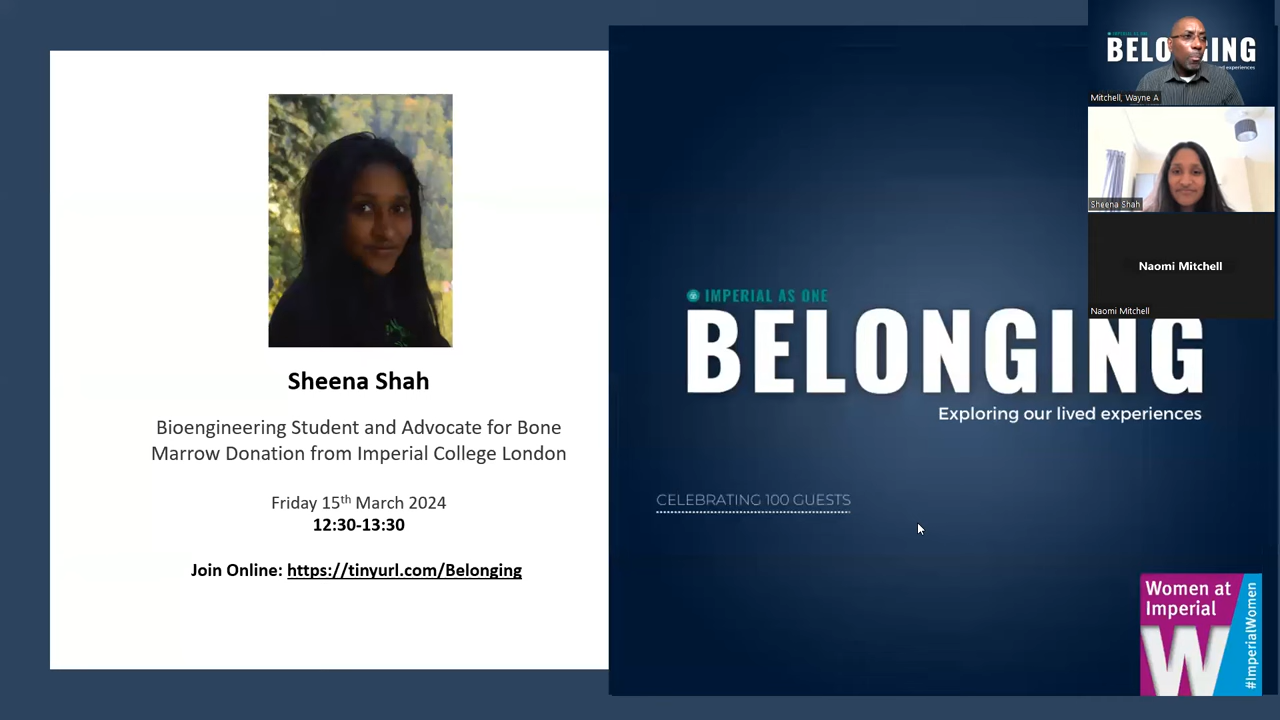 Sheena Shah
Bioengineering Student and Advocate for Bone
Marrow Donation from Imperial College London
Friday 15th March 2024
12:30-13:30
Join Online: https://tinyurl.com/Belonging
IMPERIAL AS ONE
BELONGING
Exploring our lived experiences
CELEBRATING 100 GUESTS
Women at
Imperial
W
#ImperialWomen
Mitchell, Wayne A
Sheena Shah
Naomi Mitchell
Naomi Mitchell